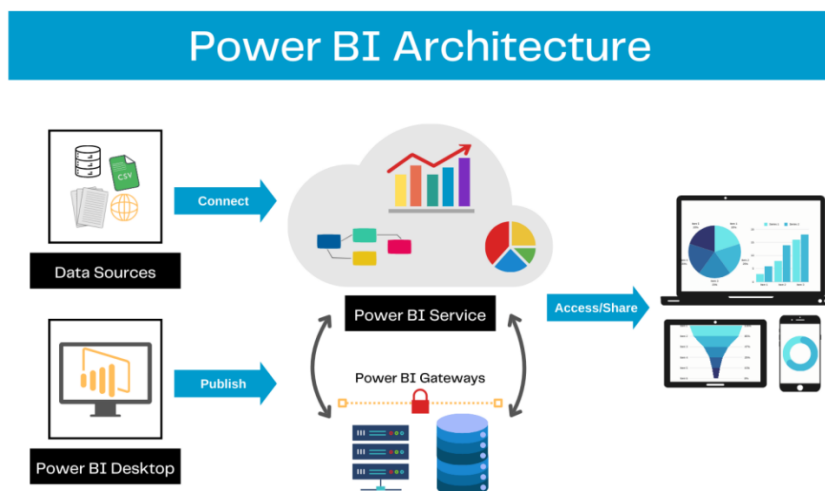 Power BI Architecture
CSV
Connect
Data Sources
Power BI Service
Access/Share
Publish
Power BI Gateways
Power BI Desktop